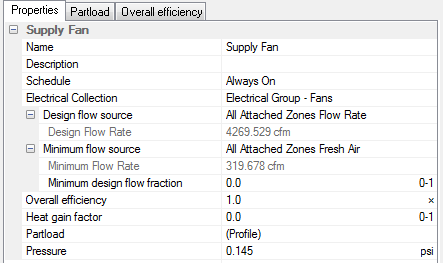 Properties Partload Overall efficiency
Supply Fan
Name Supply Fan
Description
Schedule Always On
Electrical Collection Electrical Group - Fans
Design flow source All Attached Zones Flow Rate
Design Flow Rate 4269.529 cfm
Minimum flow source All Attached Zones Fresh Air
Minimum Flow Rate 319.678 cfm
Minimum design flow fraction 0.0 0-1
Overall efficiency 1.0 ×
Heat gain factor 0.0 0-1
Partload (Profile)
Pressure 0.145 psi